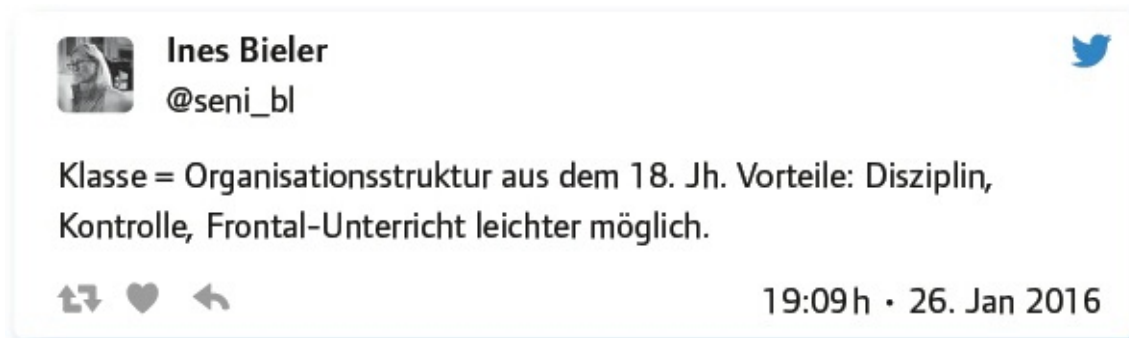 Ines Bieler
@seni_bl
Klasse = Organisationsstruktur aus dem 18. Jh. Vorteile: Disziplin,
Kontrolle, Frontal-Unterricht leichter möglich.
19:09 h · 26. Jan 2016